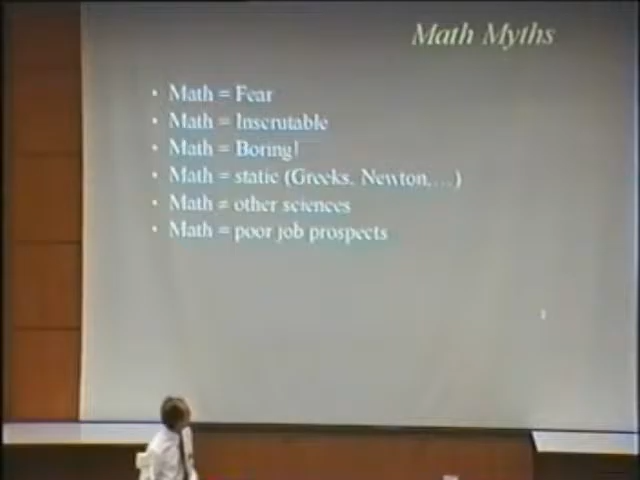 Math Myths
• Math = Fear
• Math = Inscrutable
• Math = Boring!
• Math = static (Greeks, Newton,…)
• Math = other sciences
• Math = poor job prospects